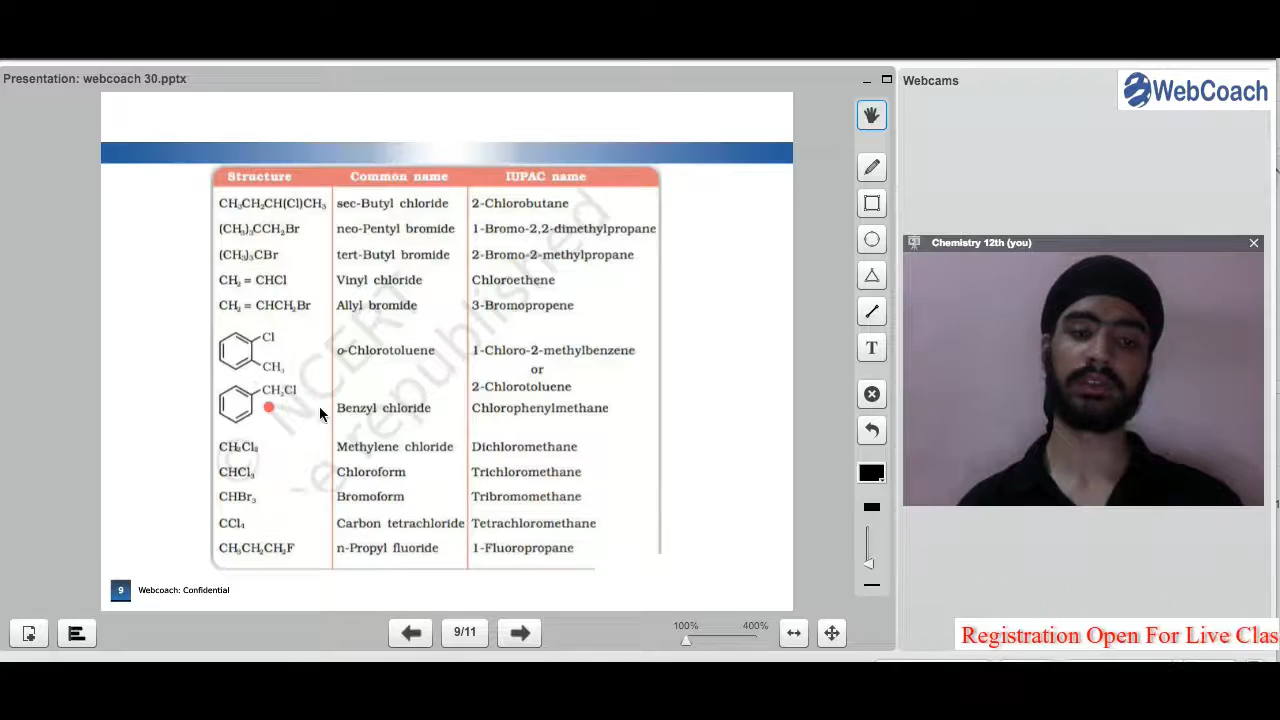 Presentation: webcoach 30.pptx
Webcams
WebCoach
Structure Common name IUPAC name
CH₃CH₂CH(Cl)CH₃ sec-Butyl chloride 2-Chlorobutane
(CH₃)₃CCH₂Br neo-Pentyl bromide 1-Bromo-2,2-dimethylpropane
(CH₃)₃CBr tert-Butyl bromide 2-Bromo-2-methylpropane
CH₂ = CHCl Vinyl chloride Chloroethene
CH₂ = CHCH₂Br Allyl bromide 3-Bromopropene
Cl
CH₃
o-Chlorotoluene 1-Chloro-2-methylbenzene
or
2-Chlorotoluene
CH₂Cl
Benzyl chloride Chlorophenylmethane
CH₂Cl₂ Methylene chloride Dichloromethane
CHCl₃ Chloroform Trichloromethane
CHBr₃ Bromoform Tribromomethane
CCl₄ Carbon tetrachloride Tetrachloromethane
CH₃CH₂CH₂F n-Propyl fluoride 1-Fluoropropane
© NCERT
republished
9 Webcoach: Confidential
Chemistry 12th (you)
T
9/11
100% 400%
Registration Open For Live Clas